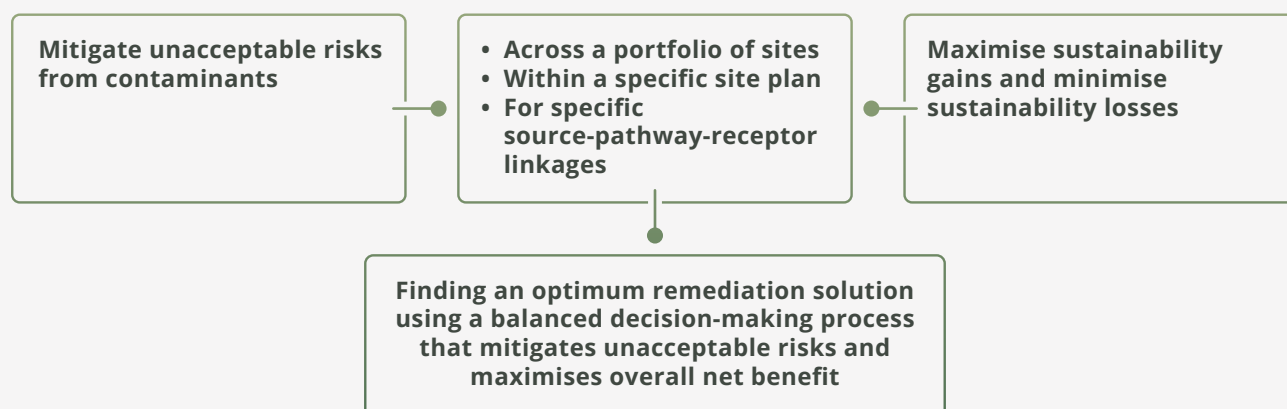 Mitigate unacceptable risks
from contaminants
• Across a portfolio of sites
• Within a specific site plan
• For specific
source-pathway-receptor
linkages
Maximise sustainability
gains and minimise
sustainability losses
Finding an optimum remediation solution
using a balanced decision-making process
that mitigates unacceptable risks and
maximises overall net benefit